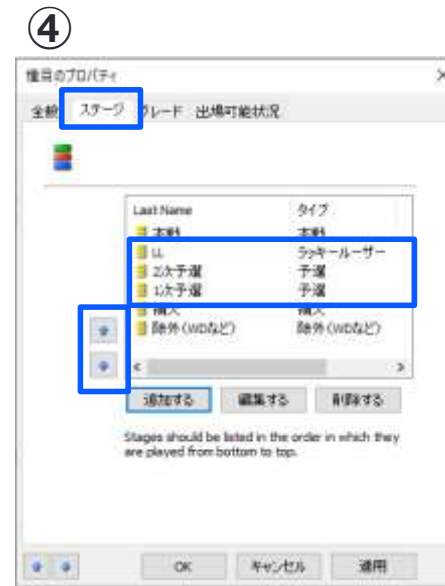 ④
種目のプロパティ
全般 ステージ グレード 出場可能状況
Last Name タイプ
本戦 本戦
LL ラッキールーザー
2次予選 予選
1次予選 予選
補欠 補欠
除外(WDなど) 除外(WDなど)
追加する 編集する 削除する
Stages should be listed in the order in which they
are played from bottom to top.
OK キャンセル 適用